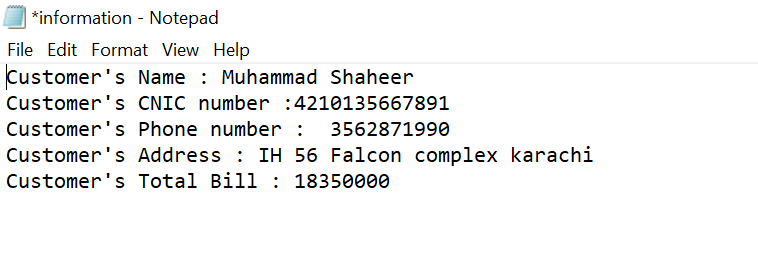 *information - Notepad
File Edit Format View Help
Customer's Name : Muhammad Shaheer
Customer's CNIC number :4210135667891
Customer's Phone number :  3562871990
Customer's Address : IH 56 Falcon complex karachi
Customer's Total Bill : 18350000